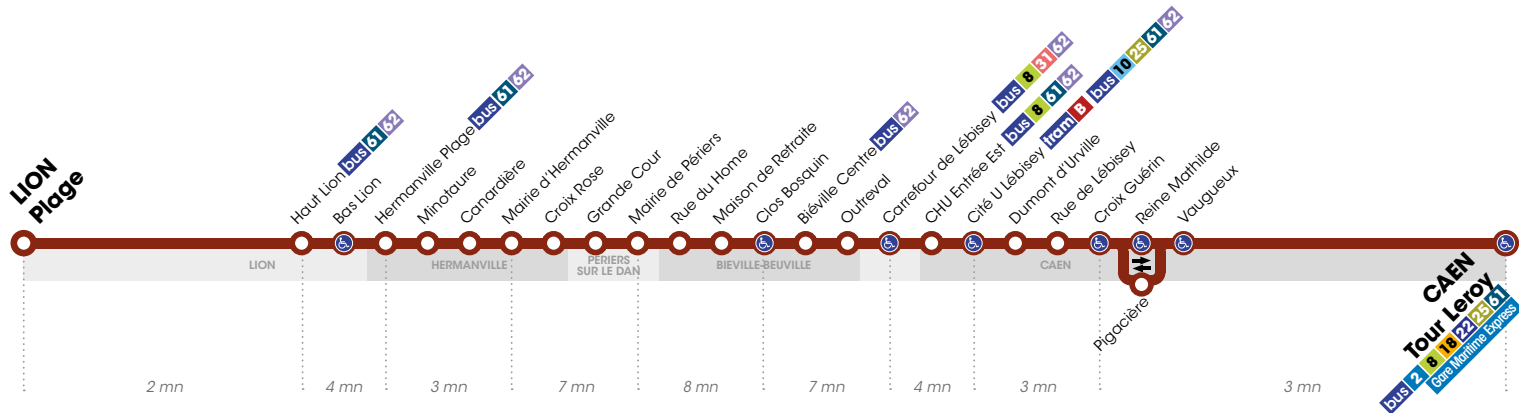 LION
Plage
Haut Lion bus 61 62
Bas Lion
Hermanville Plage bus 61 62
Minotaure
Canardière
Mairie d'Hermanville
Croix Rose
Grande Cour
Mairie de Périers
Rue du Home
Maison de Retraite
Clos Bosquin
Biéville Centre bus 62
Outreval
Carrefour de Lébisey bus 8 31 62
CHU Entrée Est bus 8 61 62
Cité U Lébisey tram B bus 10 25 61 62
Dumont d'Urville
Rue de Lébisey
Croix Guérin
Reine Mathilde
Vaugueux
Pigacière
CAEN
Tour Leroy
bus 2 8 18 22 25 61
Gare Maritime Express
LION
HERMANVILLE
PERIERS
SUR LE DAN
BIEVILLE-BEUVILLE
CAEN
2 mn
4 mn
3 mn
7 mn
8 mn
7 mn
4 mn
3 mn
3 mn